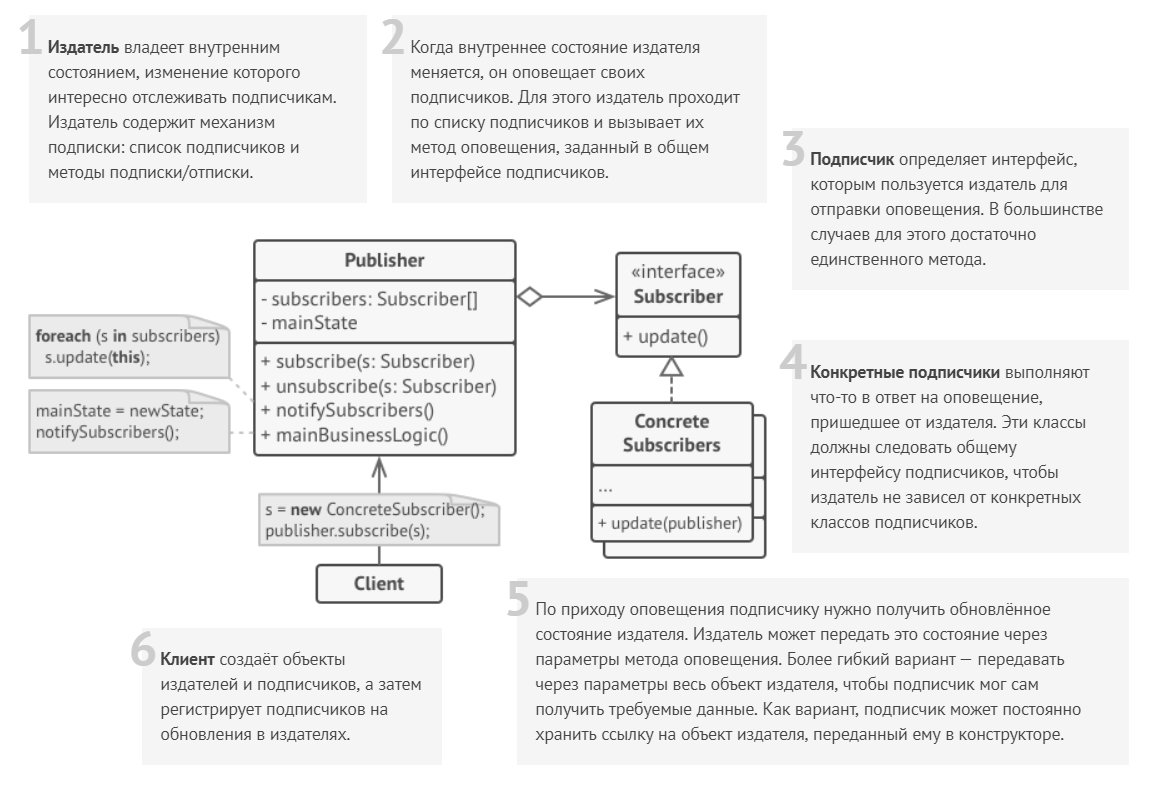 1
Издатель владеет внутренним
состоянием, изменение которого
интересно отслеживать подписчикам.
Издатель содержит механизм
подписки: список подписчиков и
методы подписки/отписки.
2
Когда внутреннее состояние издателя
меняется, он оповещает своих
подписчиков. Для этого издатель проходит
по списку подписчиков и вызывает их
метод оповещения, заданный в общем
интерфейсе подписчиков.
3
Подписчик определяет интерфейс,
которым пользуется издатель для
отправки оповещения. В большинстве
случаев для этого достаточно
единственного метода.
Publisher
- subscribers: Subscriber[]
- mainState
+ subscribe(s: Subscriber)
+ unsubscribe(s: Subscriber)
+ notifySubscribers()
+ mainBusinessLogic()
«interface»
Subscriber
+ update()
foreach (s in subscribers)
s.update(this);
mainState = newState;
notifySubscribers();
4
Конкретные подписчики выполняют
что-то в ответ на оповещение,
пришедшее от издателя. Эти классы
должны следовать общему
интерфейсу подписчиков, чтобы
издатель не зависел от конкретных
классов подписчиков.
Concrete
Subscribers
...
+ update(publisher)
s = new ConcreteSubscriber();
publisher.subscribe(s);
Client
5
По приходу оповещения подписчику нужно получить обновлённое
состояние издателя. Издатель может передать это состояние через
параметры метода оповещения. Более гибкий вариант — передавать
через параметры весь объект издателя, чтобы подписчик мог сам
получить требуемые данные. Как вариант, подписчик может постоянно
хранить ссылку на объект издателя, переданный ему в конструкторе.
6
Клиент создаёт объекты
издателей и подписчиков, а затем
регистрирует подписчиков на
обновления в издателях.